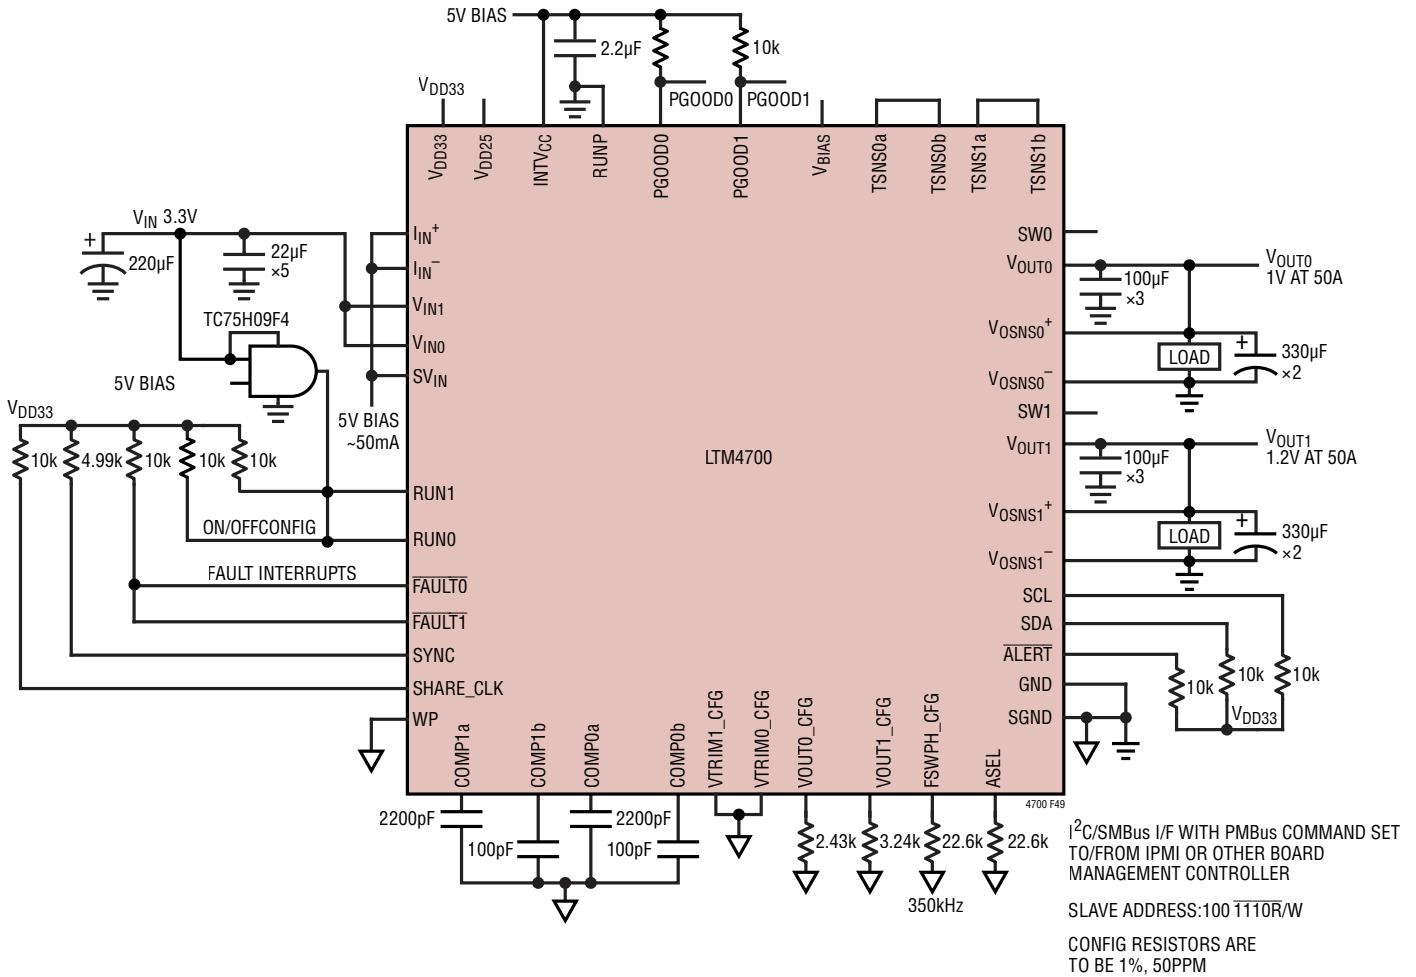 5V BIAS
2.2µF
10k
PGOOD0
PGOOD1
VDD33
VDD33
VDD25
INTVCC
RUNP
PGOOD0
PGOOD1
VBIAS
TSNS0a
TSNS0b
TSNS1a
TSNS1b
VIN 3.3V
+
220µF
22µF
×5
TC75H09F4
5V BIAS
5V BIAS
~50mA
VDD33
10k
4.99k
10k
10k
10k
ON/OFFCONFIG
FAULT INTERRUPTS
IIN+
IIN−
VIN1
VIN0
SVIN
RUN1
RUN0
FAULT0
FAULT1
SYNC
SHARE_CLK
WP
LTM4700
SW0
VOUT0
VOSNS0+
VOSNS0−
SW1
VOUT1
VOSNS1+
VOSNS1−
SCL
SDA
ALERT
GND
SGND
100µF
×3
VOUT0
1V AT 50A
LOAD
+
330µF
×2
100µF
×3
VOUT1
1.2V AT 50A
LOAD
+
330µF
×2
10k
10k
10k
VDD33
COMP1a
COMP1b
COMP0a
COMP0b
VTRIM1_CFG
VTRIM0_CFG
VOUT0_CFG
VOUT1_CFG
FSWPH_CFG
ASEL
2200pF
100pF
2200pF
100pF
2.43k
3.24k
22.6k
22.6k
350kHz
4700 F49
I2C/SMBus I/F WITH PMBus COMMAND SET
TO/FROM IPMI OR OTHER BOARD
MANAGEMENT CONTROLLER
SLAVE ADDRESS:100 1110R/W
CONFIG RESISTORS ARE
TO BE 1%, 50PPM